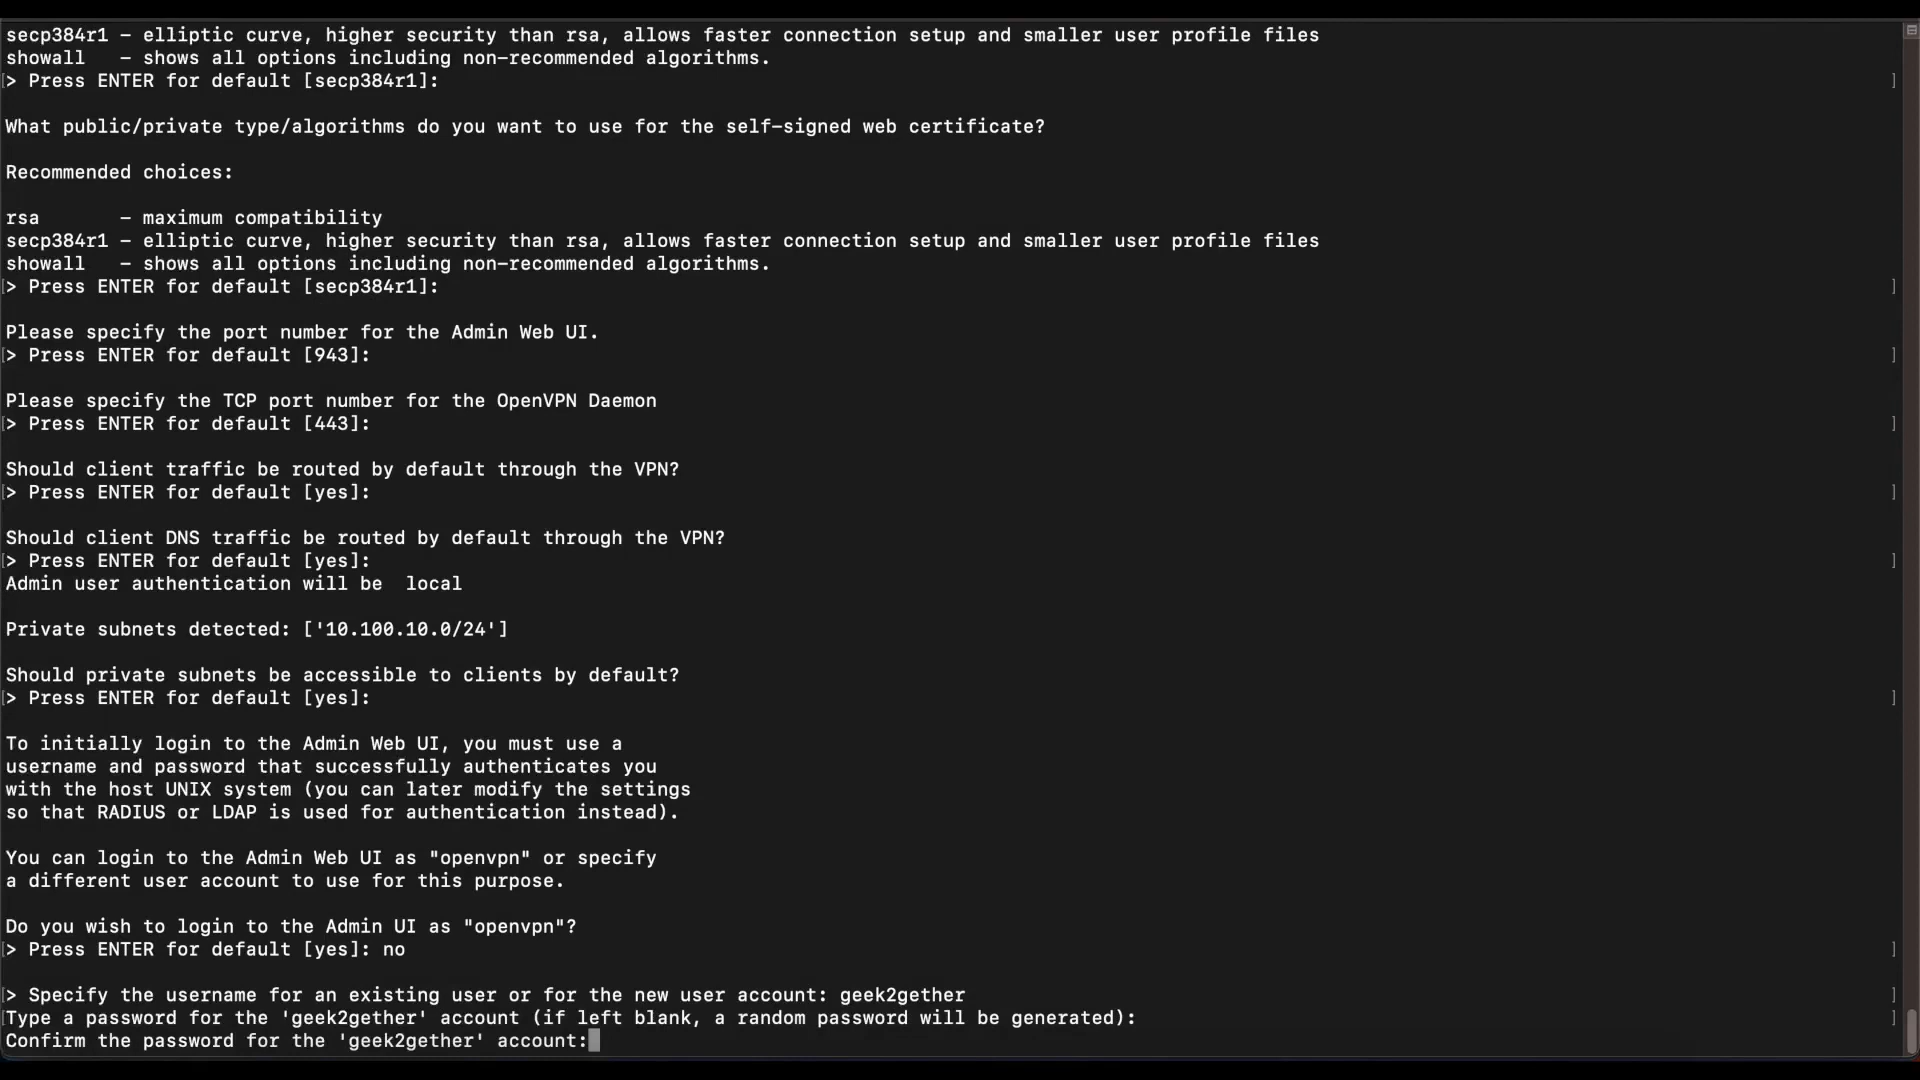 secp384r1 – elliptic curve, higher security than rsa, allows faster connection setup and smaller user profile files
showall   – shows all options including non-recommended algorithms.
[> Press ENTER for default [secp384r1]: ]
What public/private type/algorithms do you want to use for the self-signed web certificate?
Recommended choices:
rsa       – maximum compatibility
secp384r1 – elliptic curve, higher security than rsa, allows faster connection setup and smaller user profile files
showall   – shows all options including non-recommended algorithms.
[> Press ENTER for default [secp384r1]: ]
Please specify the port number for the Admin Web UI.
[> Press ENTER for default [943]: ]
Please specify the TCP port number for the OpenVPN Daemon
[> Press ENTER for default [443]: ]
Should client traffic be routed by default through the VPN?
[> Press ENTER for default [yes]: ]
Should client DNS traffic be routed by default through the VPN?
[> Press ENTER for default [yes]: ]
Admin user authentication will be  local
Private subnets detected: ['10.100.10.0/24']
Should private subnets be accessible to clients by default?
[> Press ENTER for default [yes]: ]
To initially login to the Admin Web UI, you must use a
username and password that successfully authenticates you
with the host UNIX system (you can later modify the settings
so that RADIUS or LDAP is used for authentication instead).
You can login to the Admin Web UI as "openvpn" or specify
a different user account to use for this purpose.
Do you wish to login to the Admin UI as "openvpn"?
[> Press ENTER for default [yes]: no ]
[> Specify the username for an existing user or for the new user account: geek2gether ]
[Type a password for the 'geek2gether' account (if left blank, a random password will be generated): ]
Confirm the password for the 'geek2gether' account: